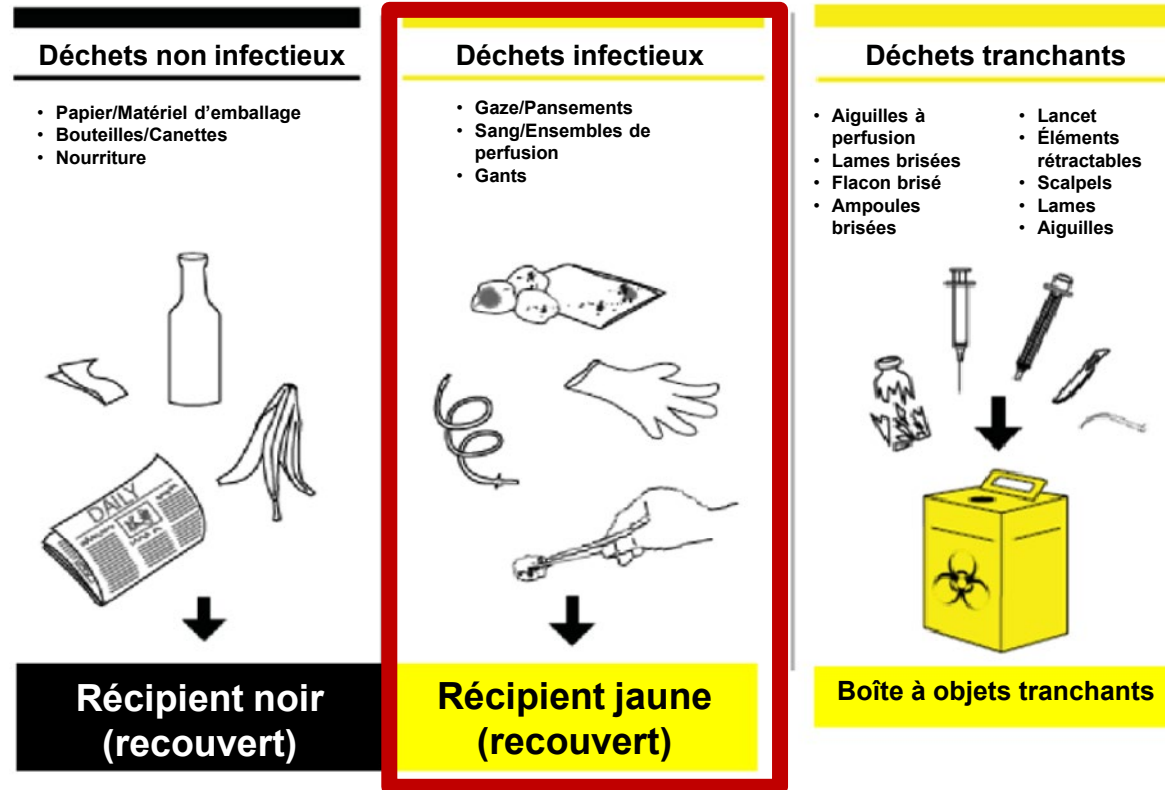 Déchets non infectieux
• Papier/Matériel d'emballage
• Bouteilles/Canettes
• Nourriture
DAILY
Récipient noir
(recouvert)
Déchets infectieux
• Gaze/Pansements
• Sang/Ensembles de
perfusion
• Gants
Récipient jaune
(recouvert)
Déchets tranchants
• Aiguilles à
perfusion
• Lames brisées
• Flacon brisé
• Ampoules
brisées
• Lancet
• Éléments
rétractables
• Scalpels
• Lames
• Aiguilles
Boîte à objets tranchants